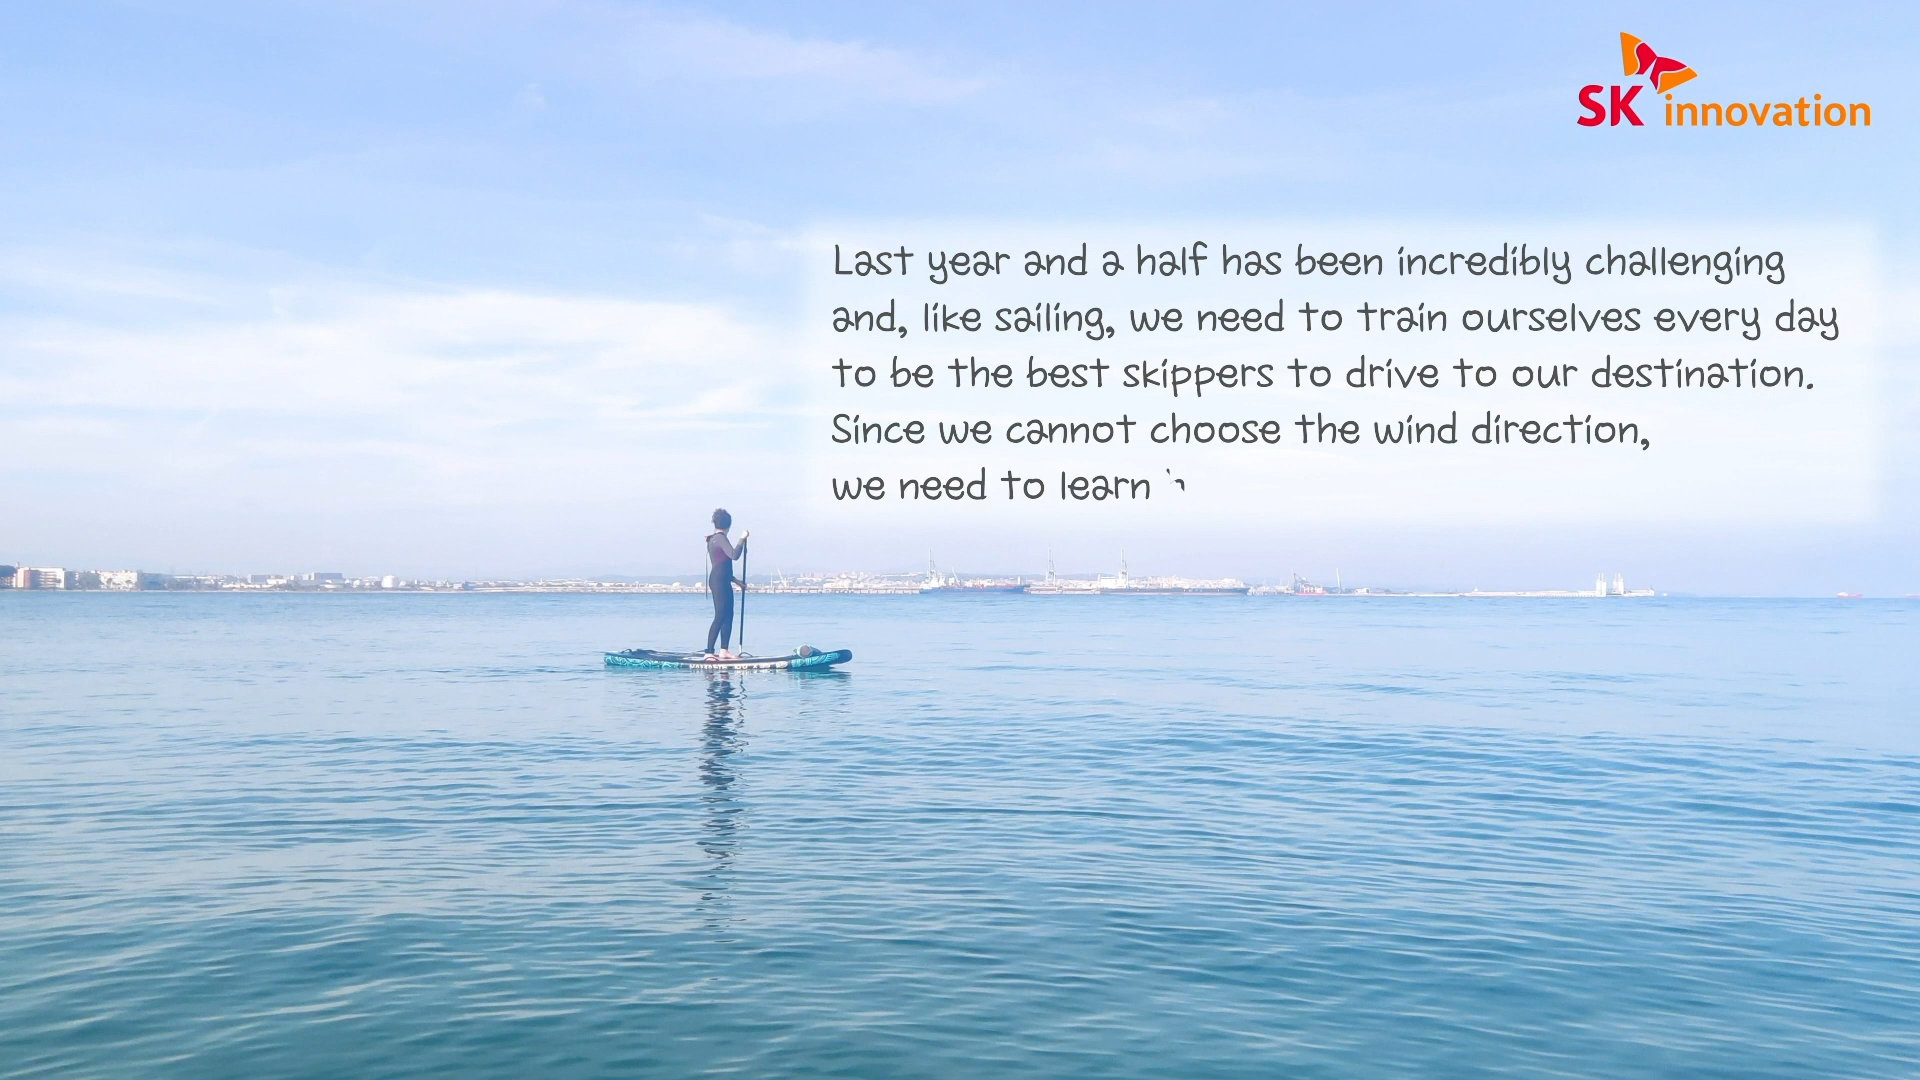 SK innovation
Last year and a half has been incredibly challenging
and, like sailing, we need to train ourselves every day
to be the best skippers to drive to our destination.
Since we cannot choose the wind direction,
we need to learn